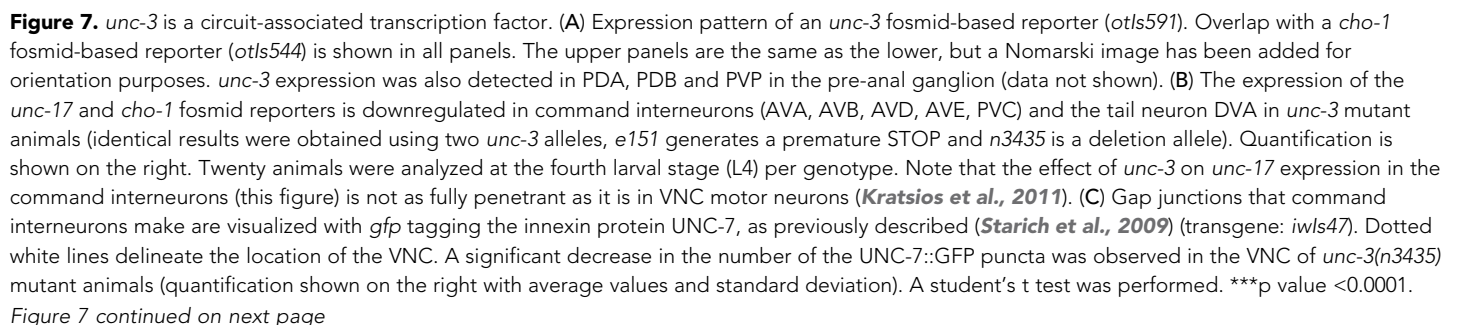 Figure 7. unc-3 is a circuit-associated transcription factor. (A) Expression pattern of an unc-3 fosmid-based reporter (otIs591). Overlap with a cho-1
fosmid-based reporter (otIs544) is shown in all panels. The upper panels are the same as the lower, but a Nomarski image has been added for
orientation purposes. unc-3 expression was also detected in PDA, PDB and PVP in the pre-anal ganglion (data not shown). (B) The expression of the
unc-17 and cho-1 fosmid reporters is downregulated in command interneurons (AVA, AVB, AVD, AVE, PVC) and the tail neuron DVA in unc-3 mutant
animals (identical results were obtained using two unc-3 alleles, e151 generates a premature STOP and n3435 is a deletion allele). Quantification is
shown on the right. Twenty animals were analyzed at the fourth larval stage (L4) per genotype. Note that the effect of unc-3 on unc-17 expression in the
command interneurons (this figure) is not as fully penetrant as it is in VNC motor neurons (Kratsios et al., 2011). (C) Gap junctions that command
interneurons make are visualized with gfp tagging the innexin protein UNC-7, as previously described (Starich et al., 2009) (transgene: iwIs47). Dotted
white lines delineate the location of the VNC. A significant decrease in the number of the UNC-7::GFP puncta was observed in the VNC of unc-3(n3435)
mutant animals (quantification shown on the right with average values and standard deviation). A student's t test was performed. ***p value <0.0001.
Figure 7 continued on next page